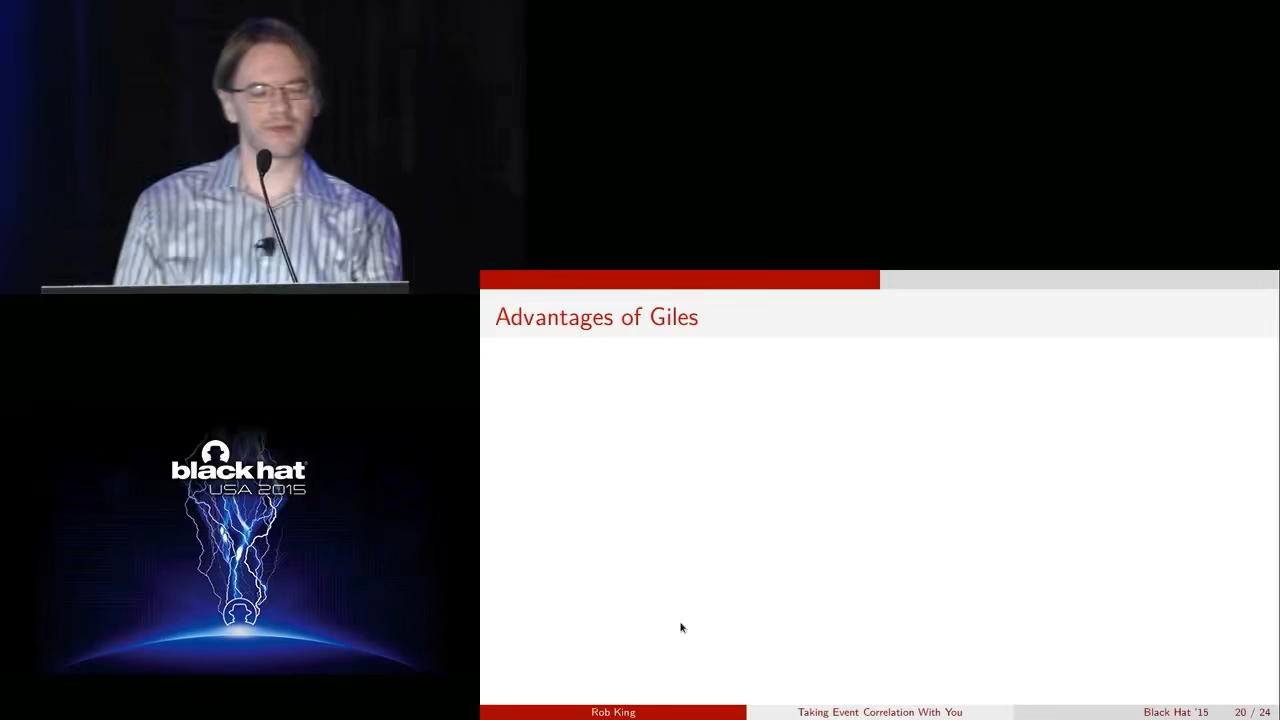 Advantages of Giles
black hat
USA 2015
Rob King
Taking Event Correlation With You
Black Hat '15
20 / 24